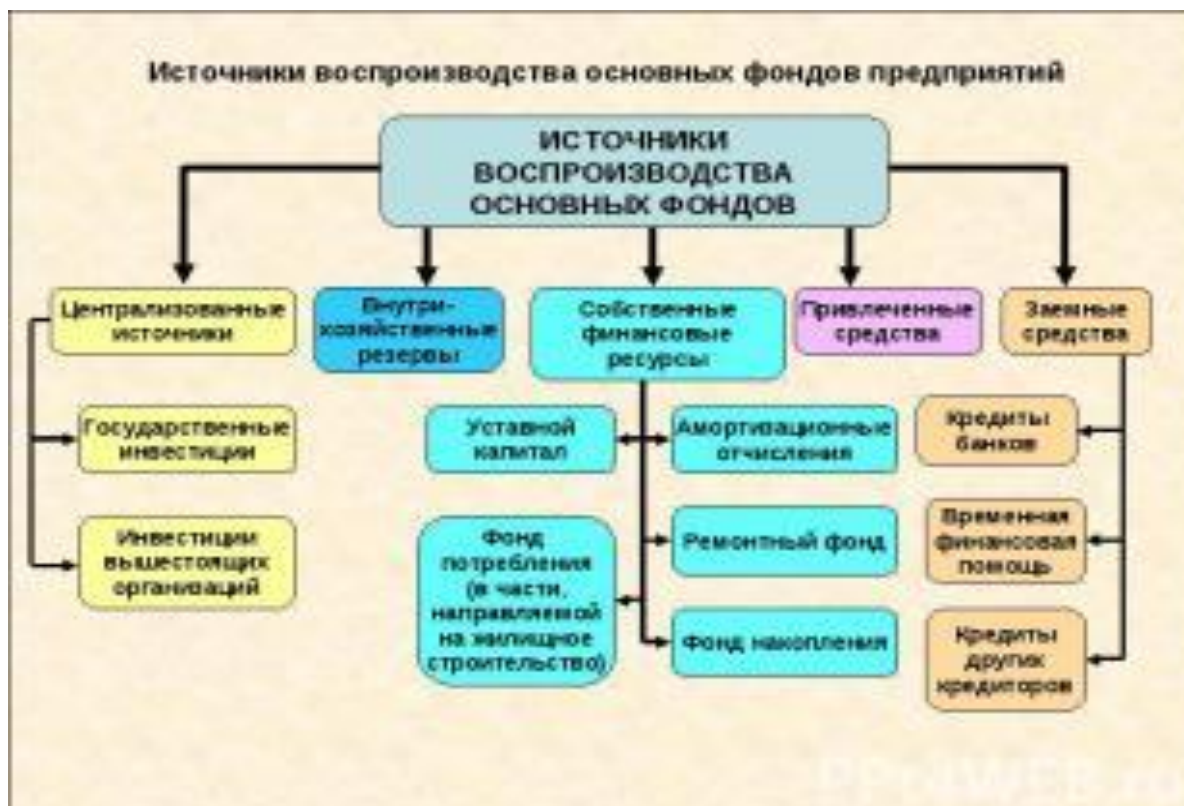 Источники воспроизводства основных фондов предприятий
ИСТОЧНИКИ
ВОСПРОИЗВОДСТВА
ОСНОВНЫХ ФОНДОВ
Централизованные
источники
Внутри-
хозяйственные
резервы
Собственные
финансовые
ресурсы
Привлеченные
средства
Заемные
средства
Государственные
инвестиции
Уставной
капитал
Амортизационные
отчисления
Кредиты
банков
Инвестиции
вышестоящих
организаций
Фонд
потребления
(в части,
направляемой
на жилищное
строительство)
Ремонтный фонд
Временная
финансовая
помощь
Фонд накопления
Кредиты
других
кредиторов